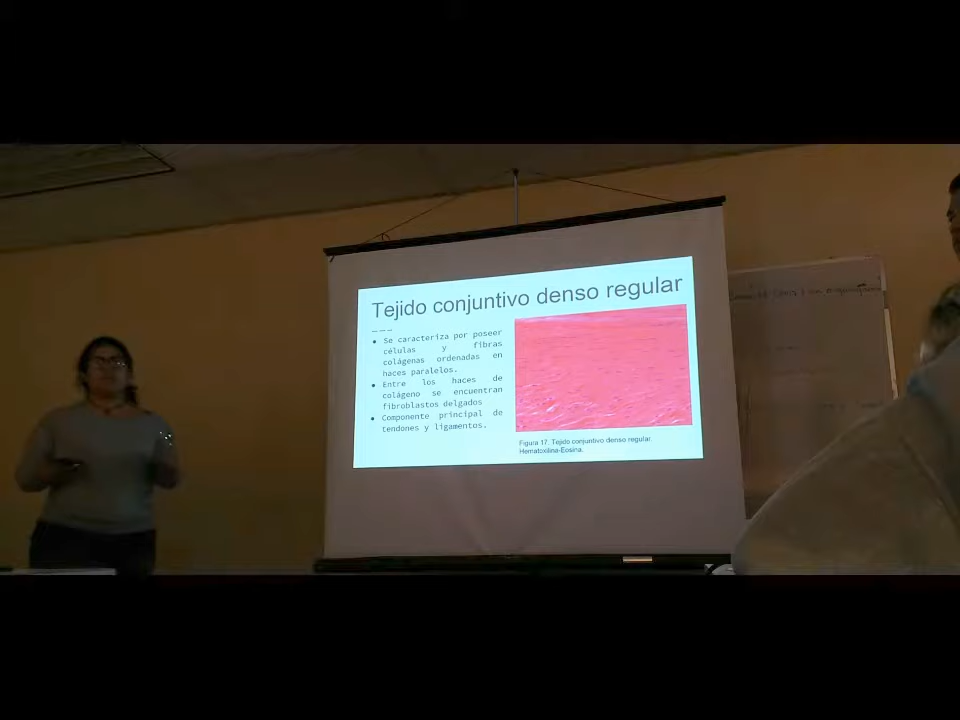 Tejido conjuntivo denso regular
● Se caracteriza por poseer
células y fibras
colágenas ordenadas en
haces paralelos.
● Entre los haces de
colágeno se encuentran
fibroblastos delgados
● Componente principal de
tendones y ligamentos.
Figura 17. Tejido conjuntivo denso regular.
Hematoxilina-Eosina.